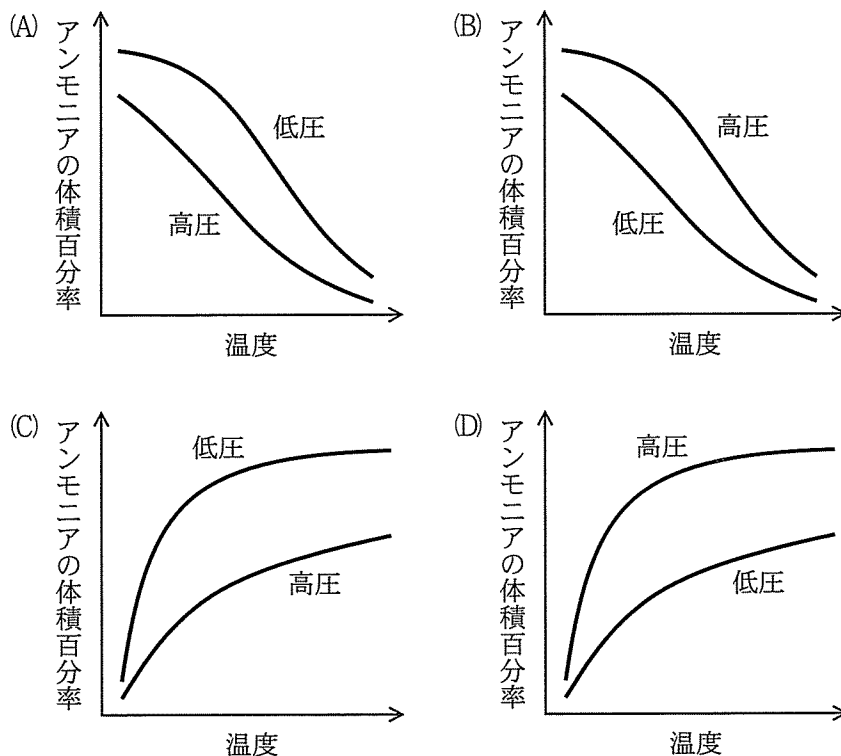 (A)
アンモニアの体積百分率
低圧
高圧
温度
(B)
アンモニアの体積百分率
高圧
低圧
温度
(C)
アンモニアの体積百分率
低圧
高圧
温度
(D)
アンモニアの体積百分率
高圧
低圧
温度